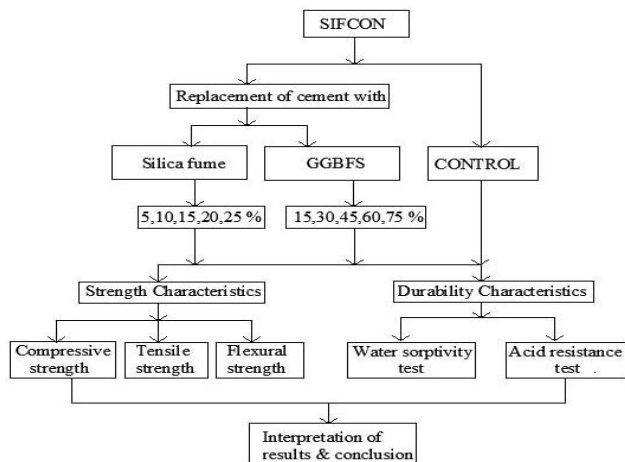 SIFCON
Replacement of cement with
Silica fume
GGBFS
CONTROL
5,10,15,20,25 %
15,30,45,60,75 %
Strength Characteristics
Durability Characteristics
Compressive
strength
Tensile
strength
Flexural
strength
Water sorptivity
test
Acid resistance
test
Interpretation of
results & conclusion